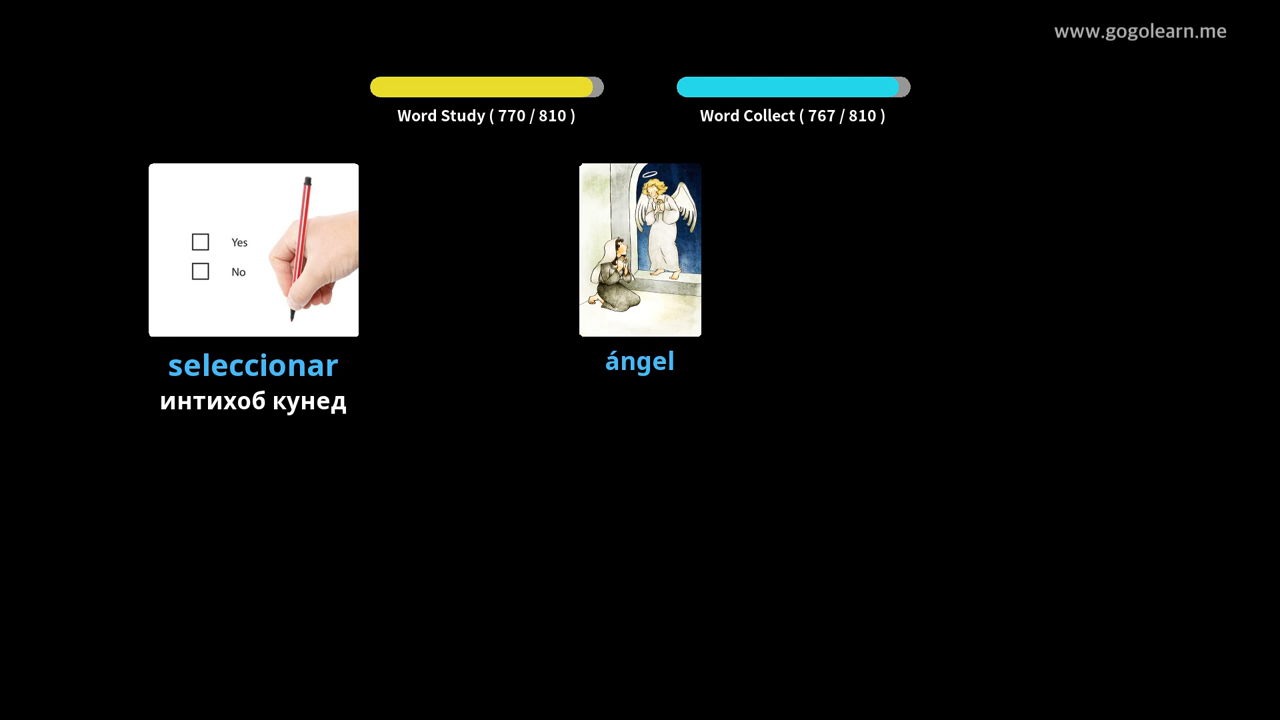 www.gogolearn.me
Word Study ( 770 / 810 )
Word Collect ( 767 / 810 )
Yes
No
seleccionar
интихоб кунед
ángel